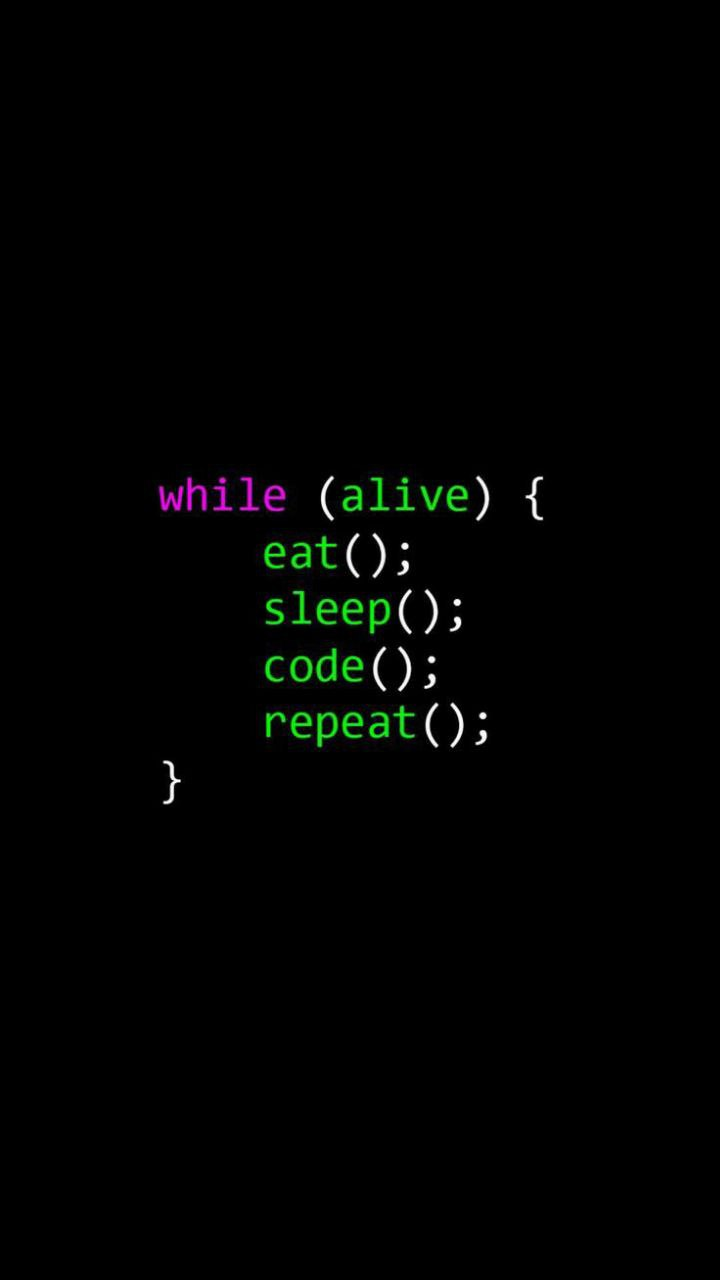 while (alive) {
eat();
sleep();
code();
repeat();
}